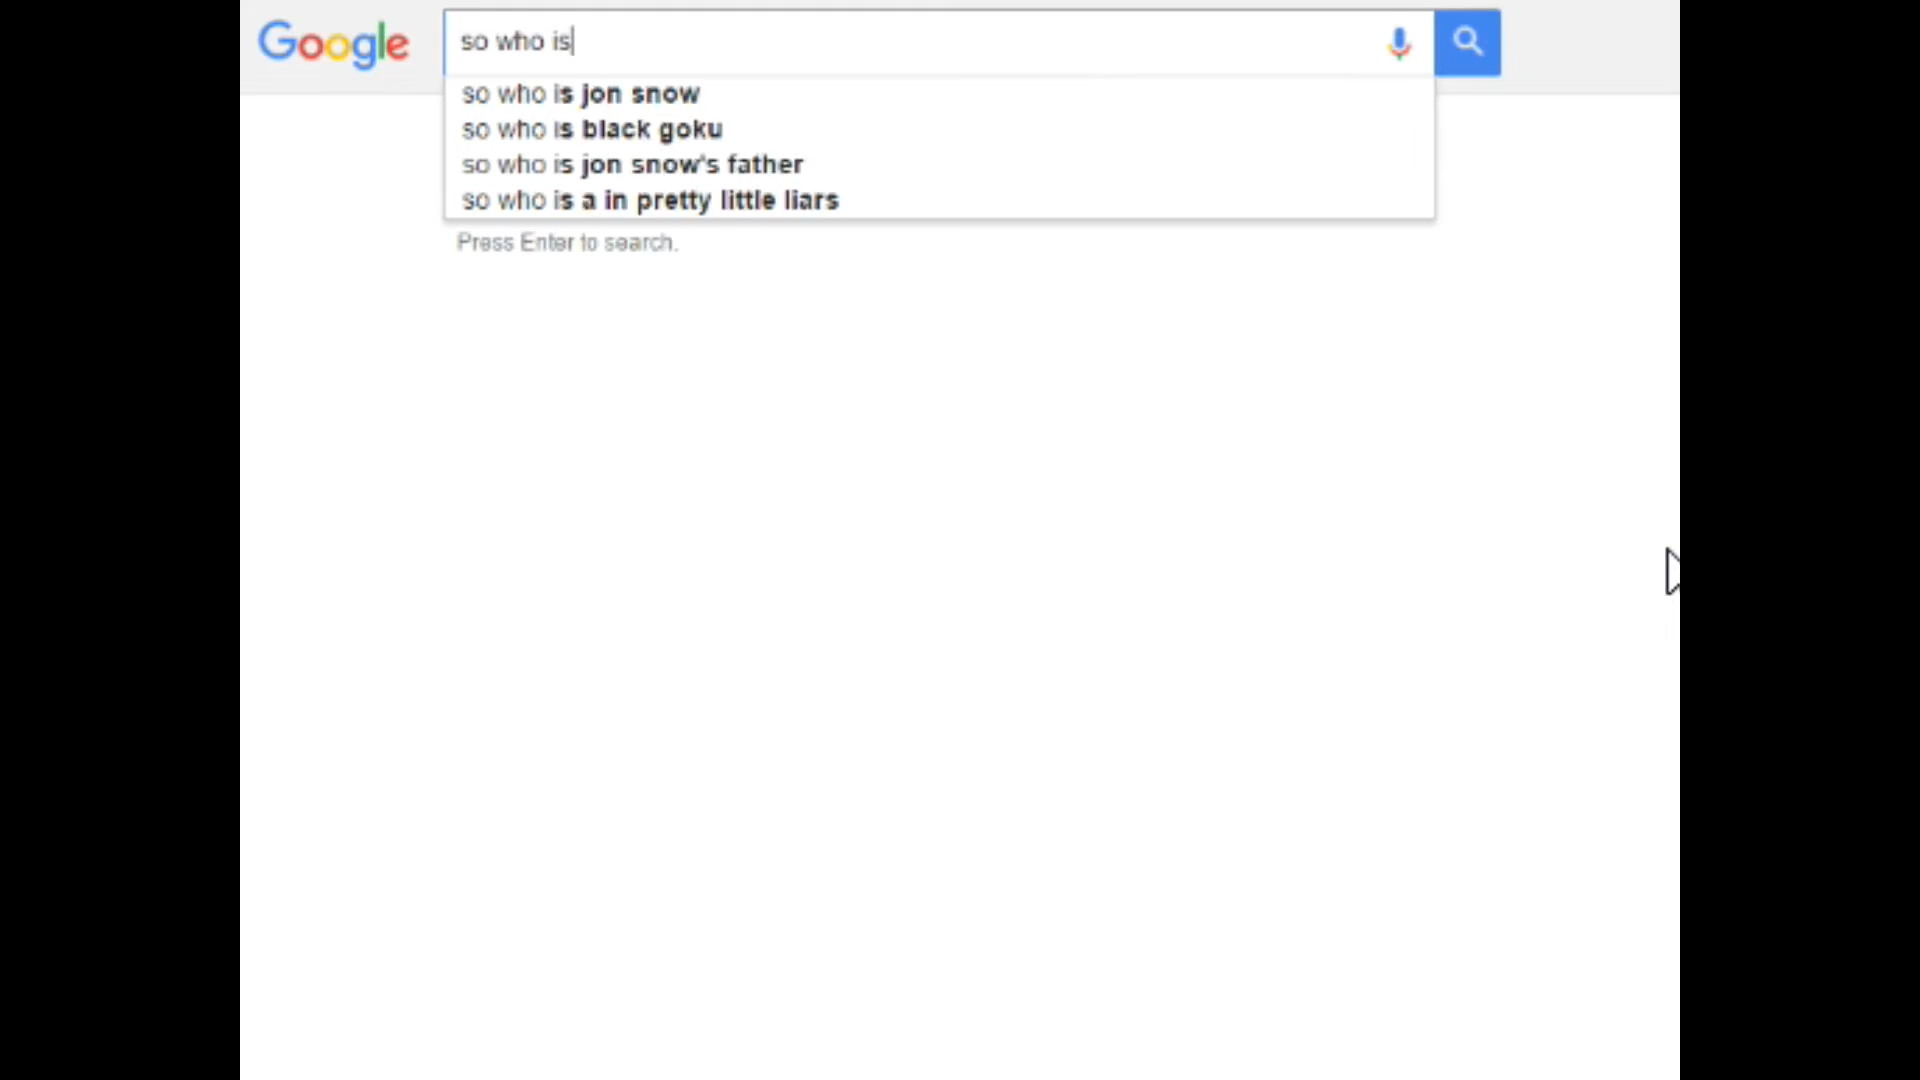 Google
so who is
so who is jon snow
so who is black goku
so who is jon snow's father
so who is a in pretty little liars
Press Enter to search.